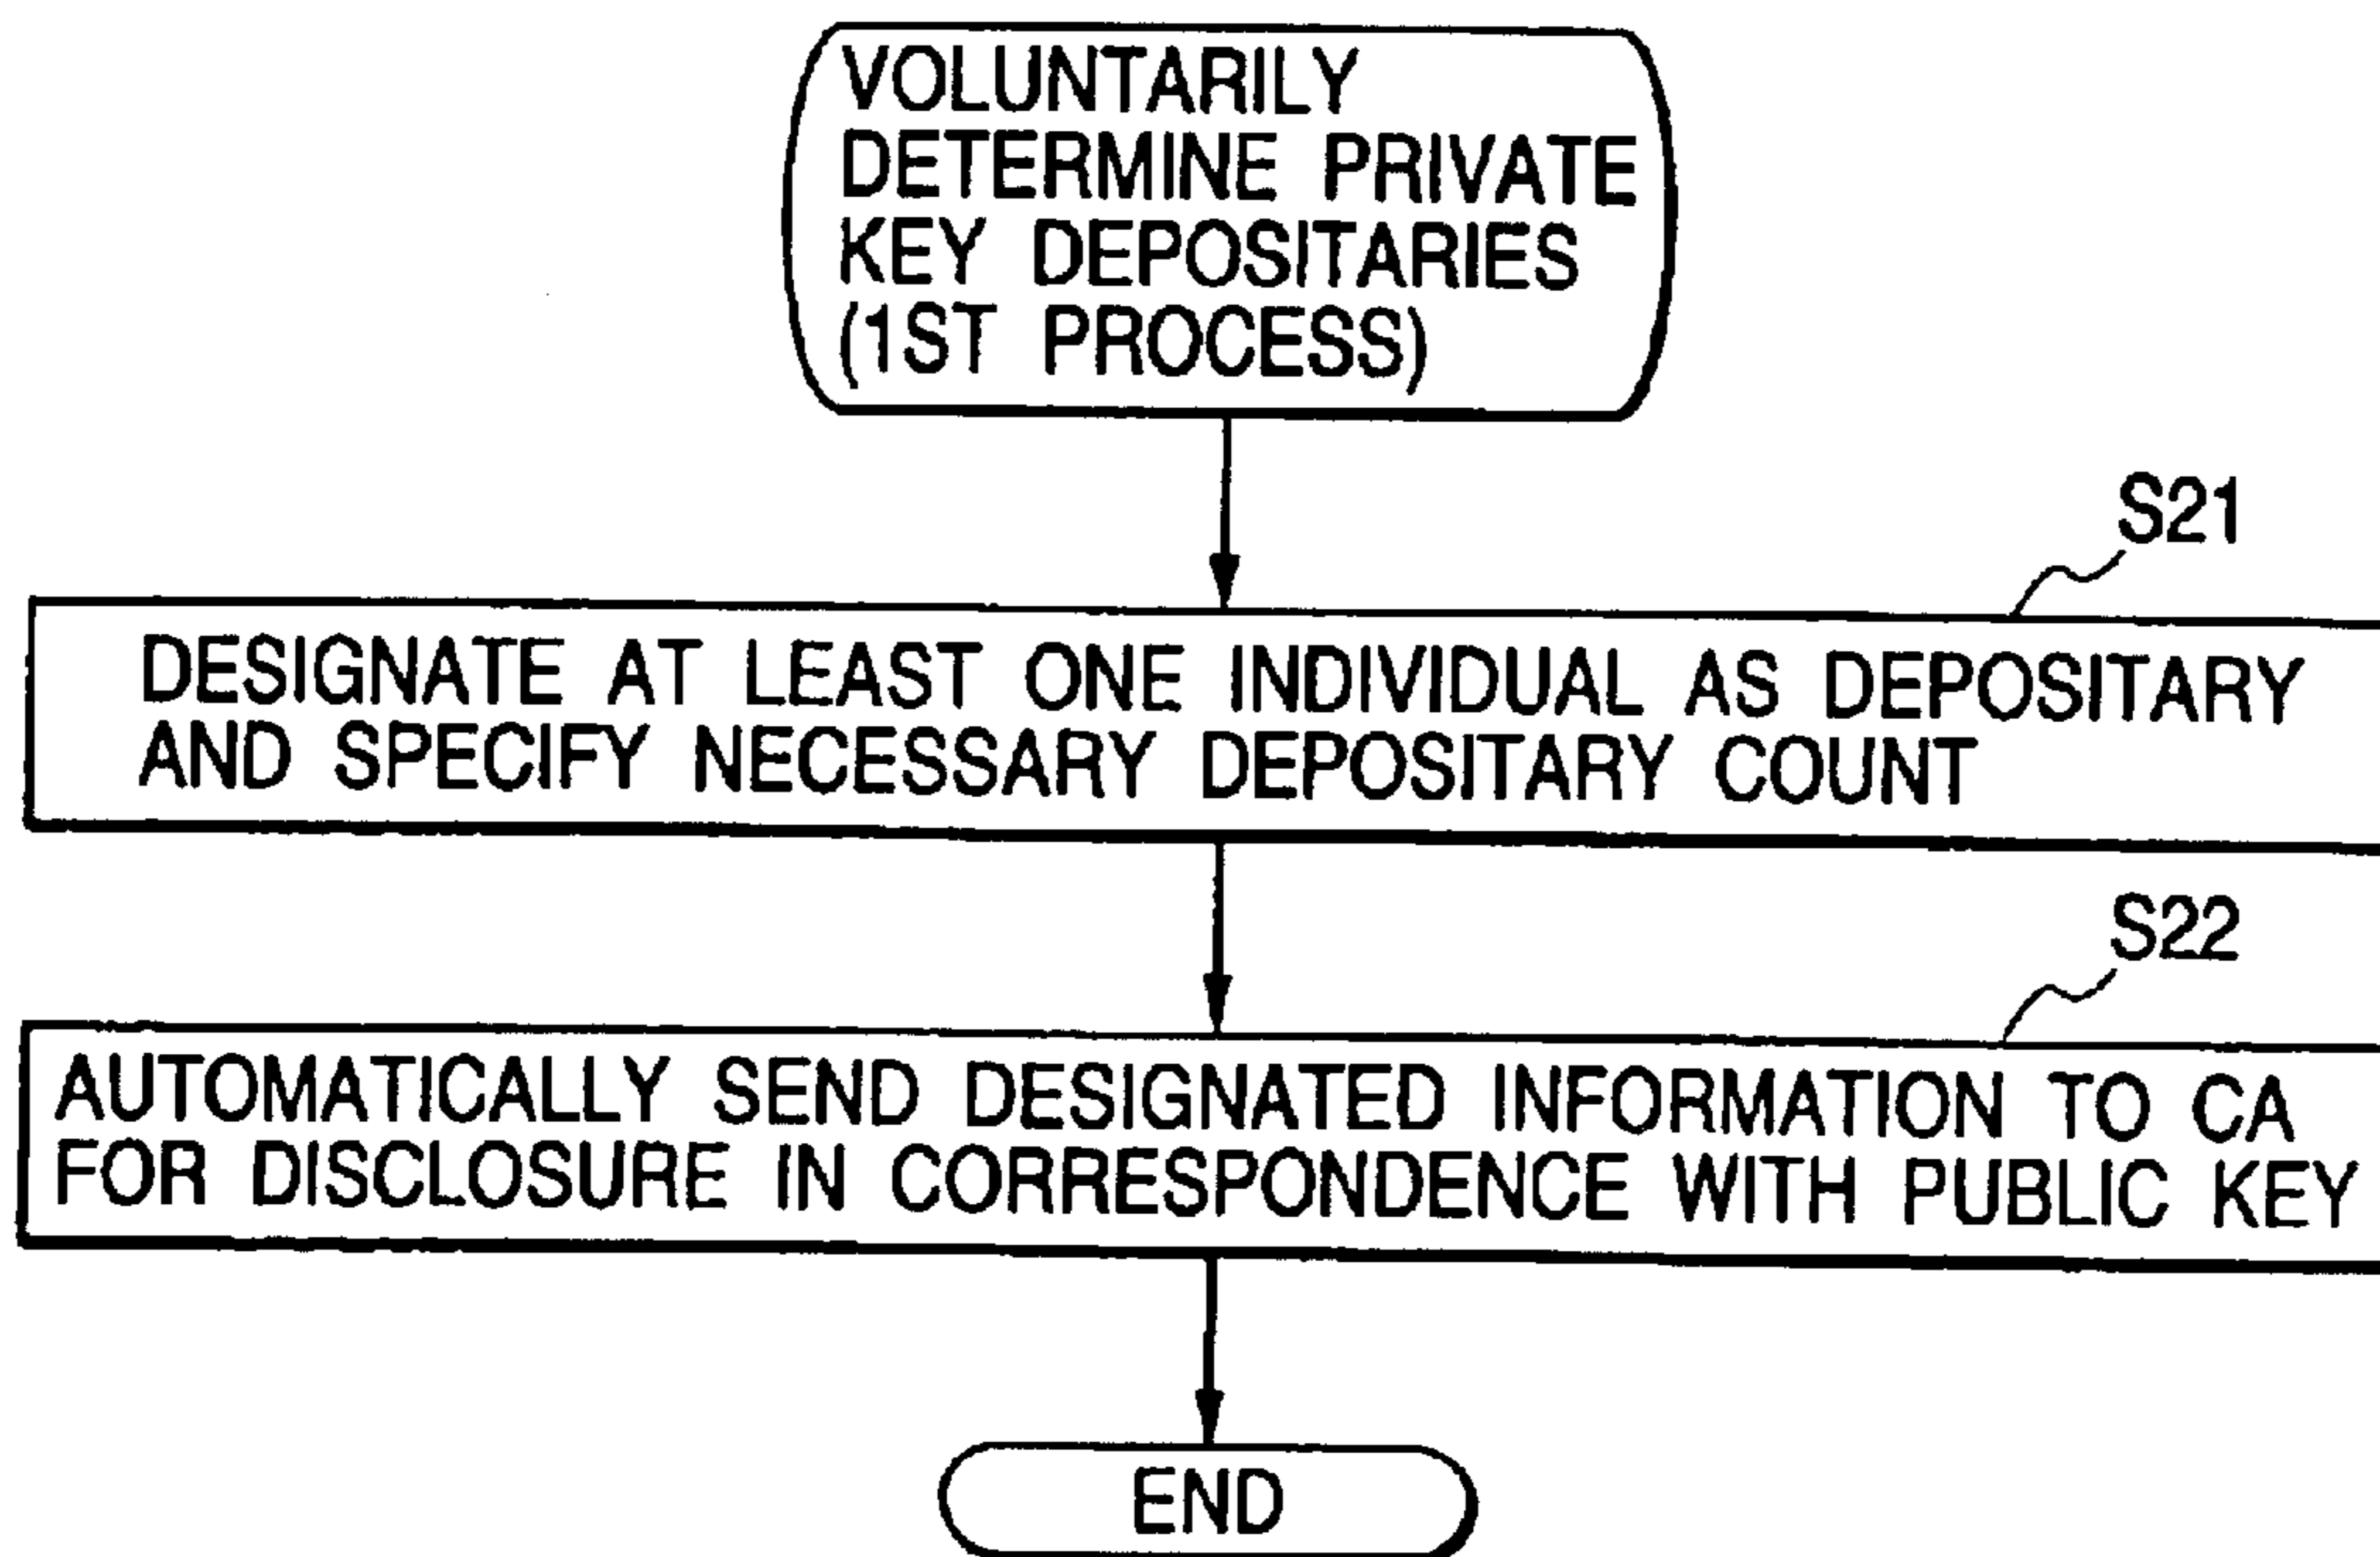 VOLUNTARILY
DETERMINE PRIVATE
KEY DEPOSITARIES
(1ST PROCESS)
S21
DESIGNATE AT LEAST ONE INDIVIDUAL AS DEPOSITARY
AND SPECIFY NECESSARY DEPOSITARY COUNT
S22
AUTOMATICALLY SEND DESIGNATED INFORMATION TO CA
FOR DISCLOSURE IN CORRESPONDENCE WITH PUBLIC KEY
END